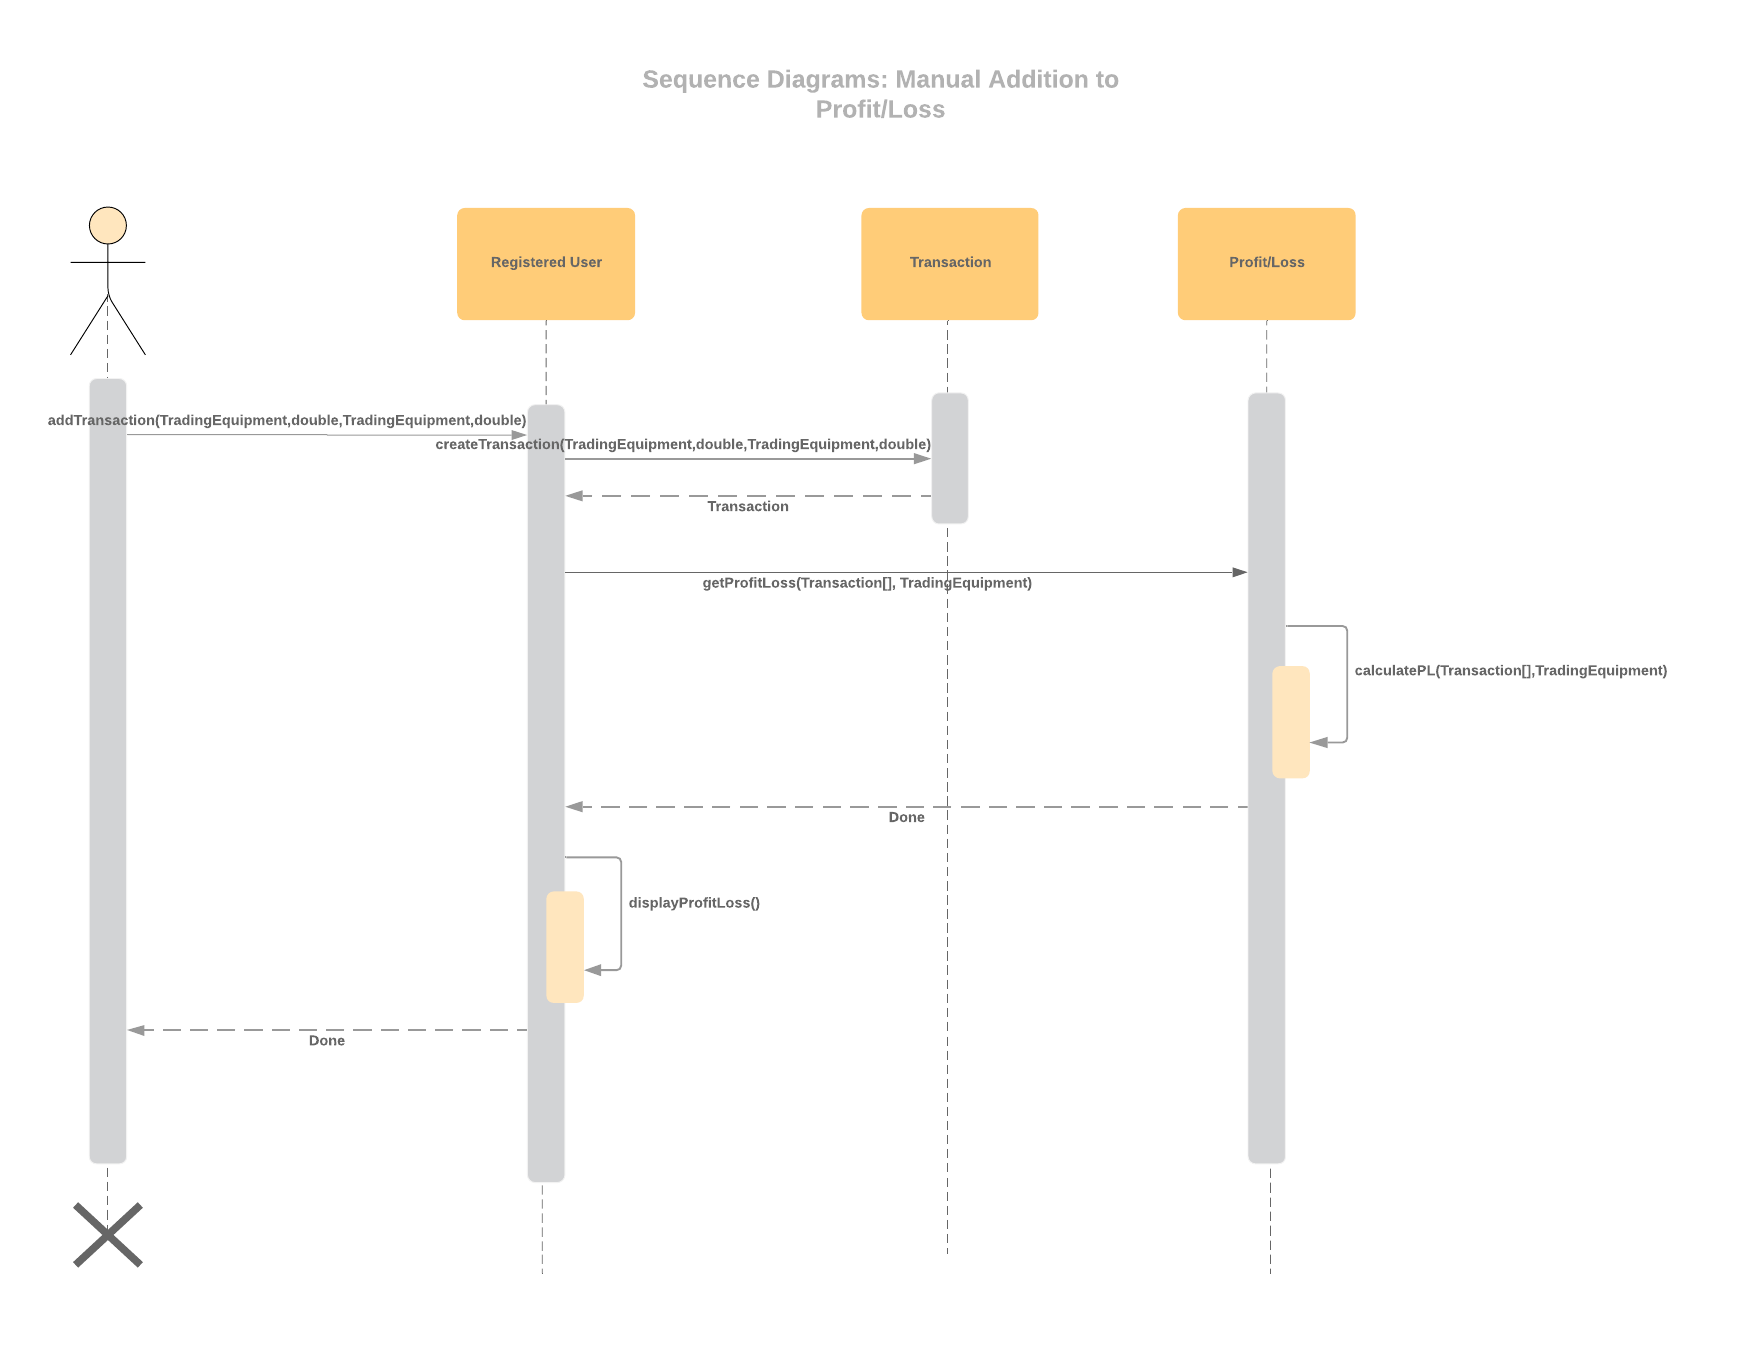 Sequence Diagrams: Manual Addition to
Profit/Loss
Registered User
Transaction
Profit/Loss
addTransaction(TradingEquipment,double,TradingEquipment,double)
createTransaction(TradingEquipment,double,TradingEquipment,double)
Transaction
getProfitLoss(Transaction[], TradingEquipment)
calculatePL(Transaction[],TradingEquipment)
Done
displayProfitLoss()
Done